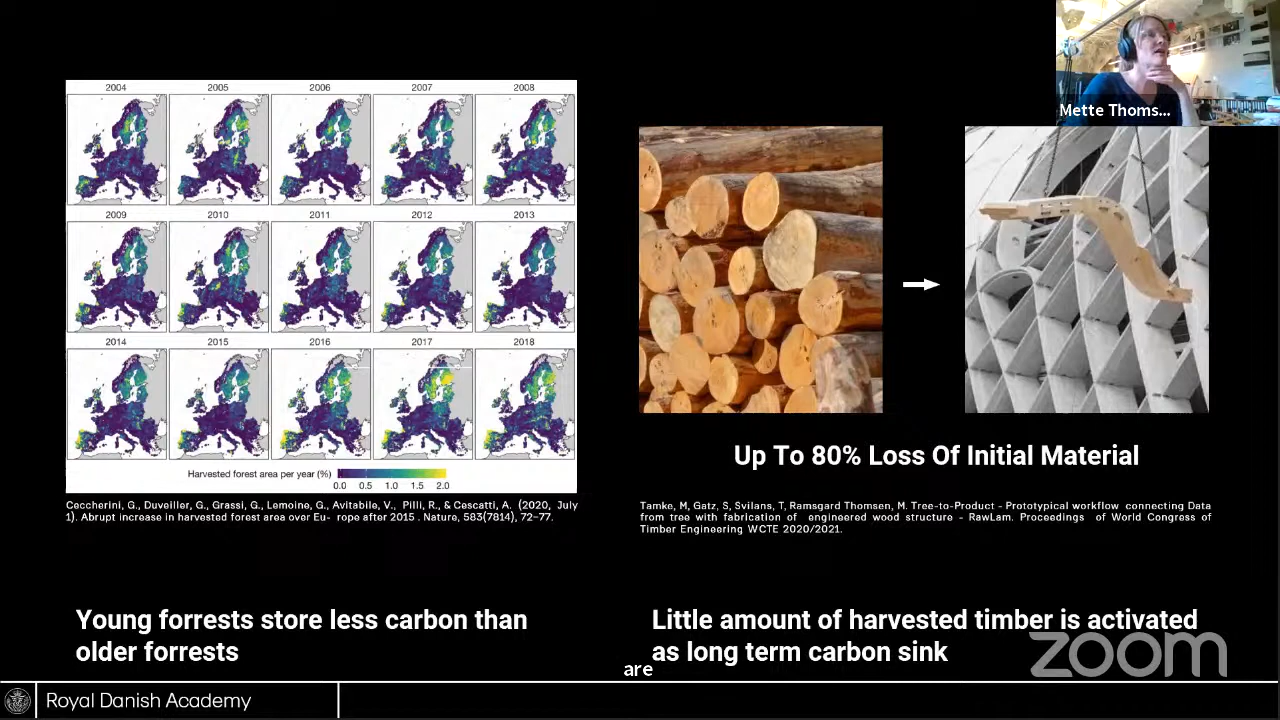 Mette Thoms...
2004 2005 2006 2007 2008
2009 2010 2011 2012 2013
2014 2015 2016 2017 2018
Harvested forest area per year (%)
0.0 0.5 1.0 1.5 2.0
Ceccherini, G., Duveiller, G., Grassi, G., Lemoine, G., Avitabile, V., Pilli, R., & Cescatti, A. (2020, July
1). Abrupt increase in harvested forest area over Eu- rope after 2015 . Nature, 583(7814), 72–77.
Up To 80% Loss Of Initial Material
Tamke, M, Gatz, S, Svilans, T, Ramsgard Thomsen, M. Tree-to-Product - Prototypical workflow connecting Data
from tree with fabrication of engineered wood structure - RawLam. Proceedings of World Congress of
Timber Engineering WCTE 2020/2021.
Young forrests store less carbon than
older forrests
Little amount of harvested timber is activated
as long term carbon sink
are
zoom
Royal Danish Academy